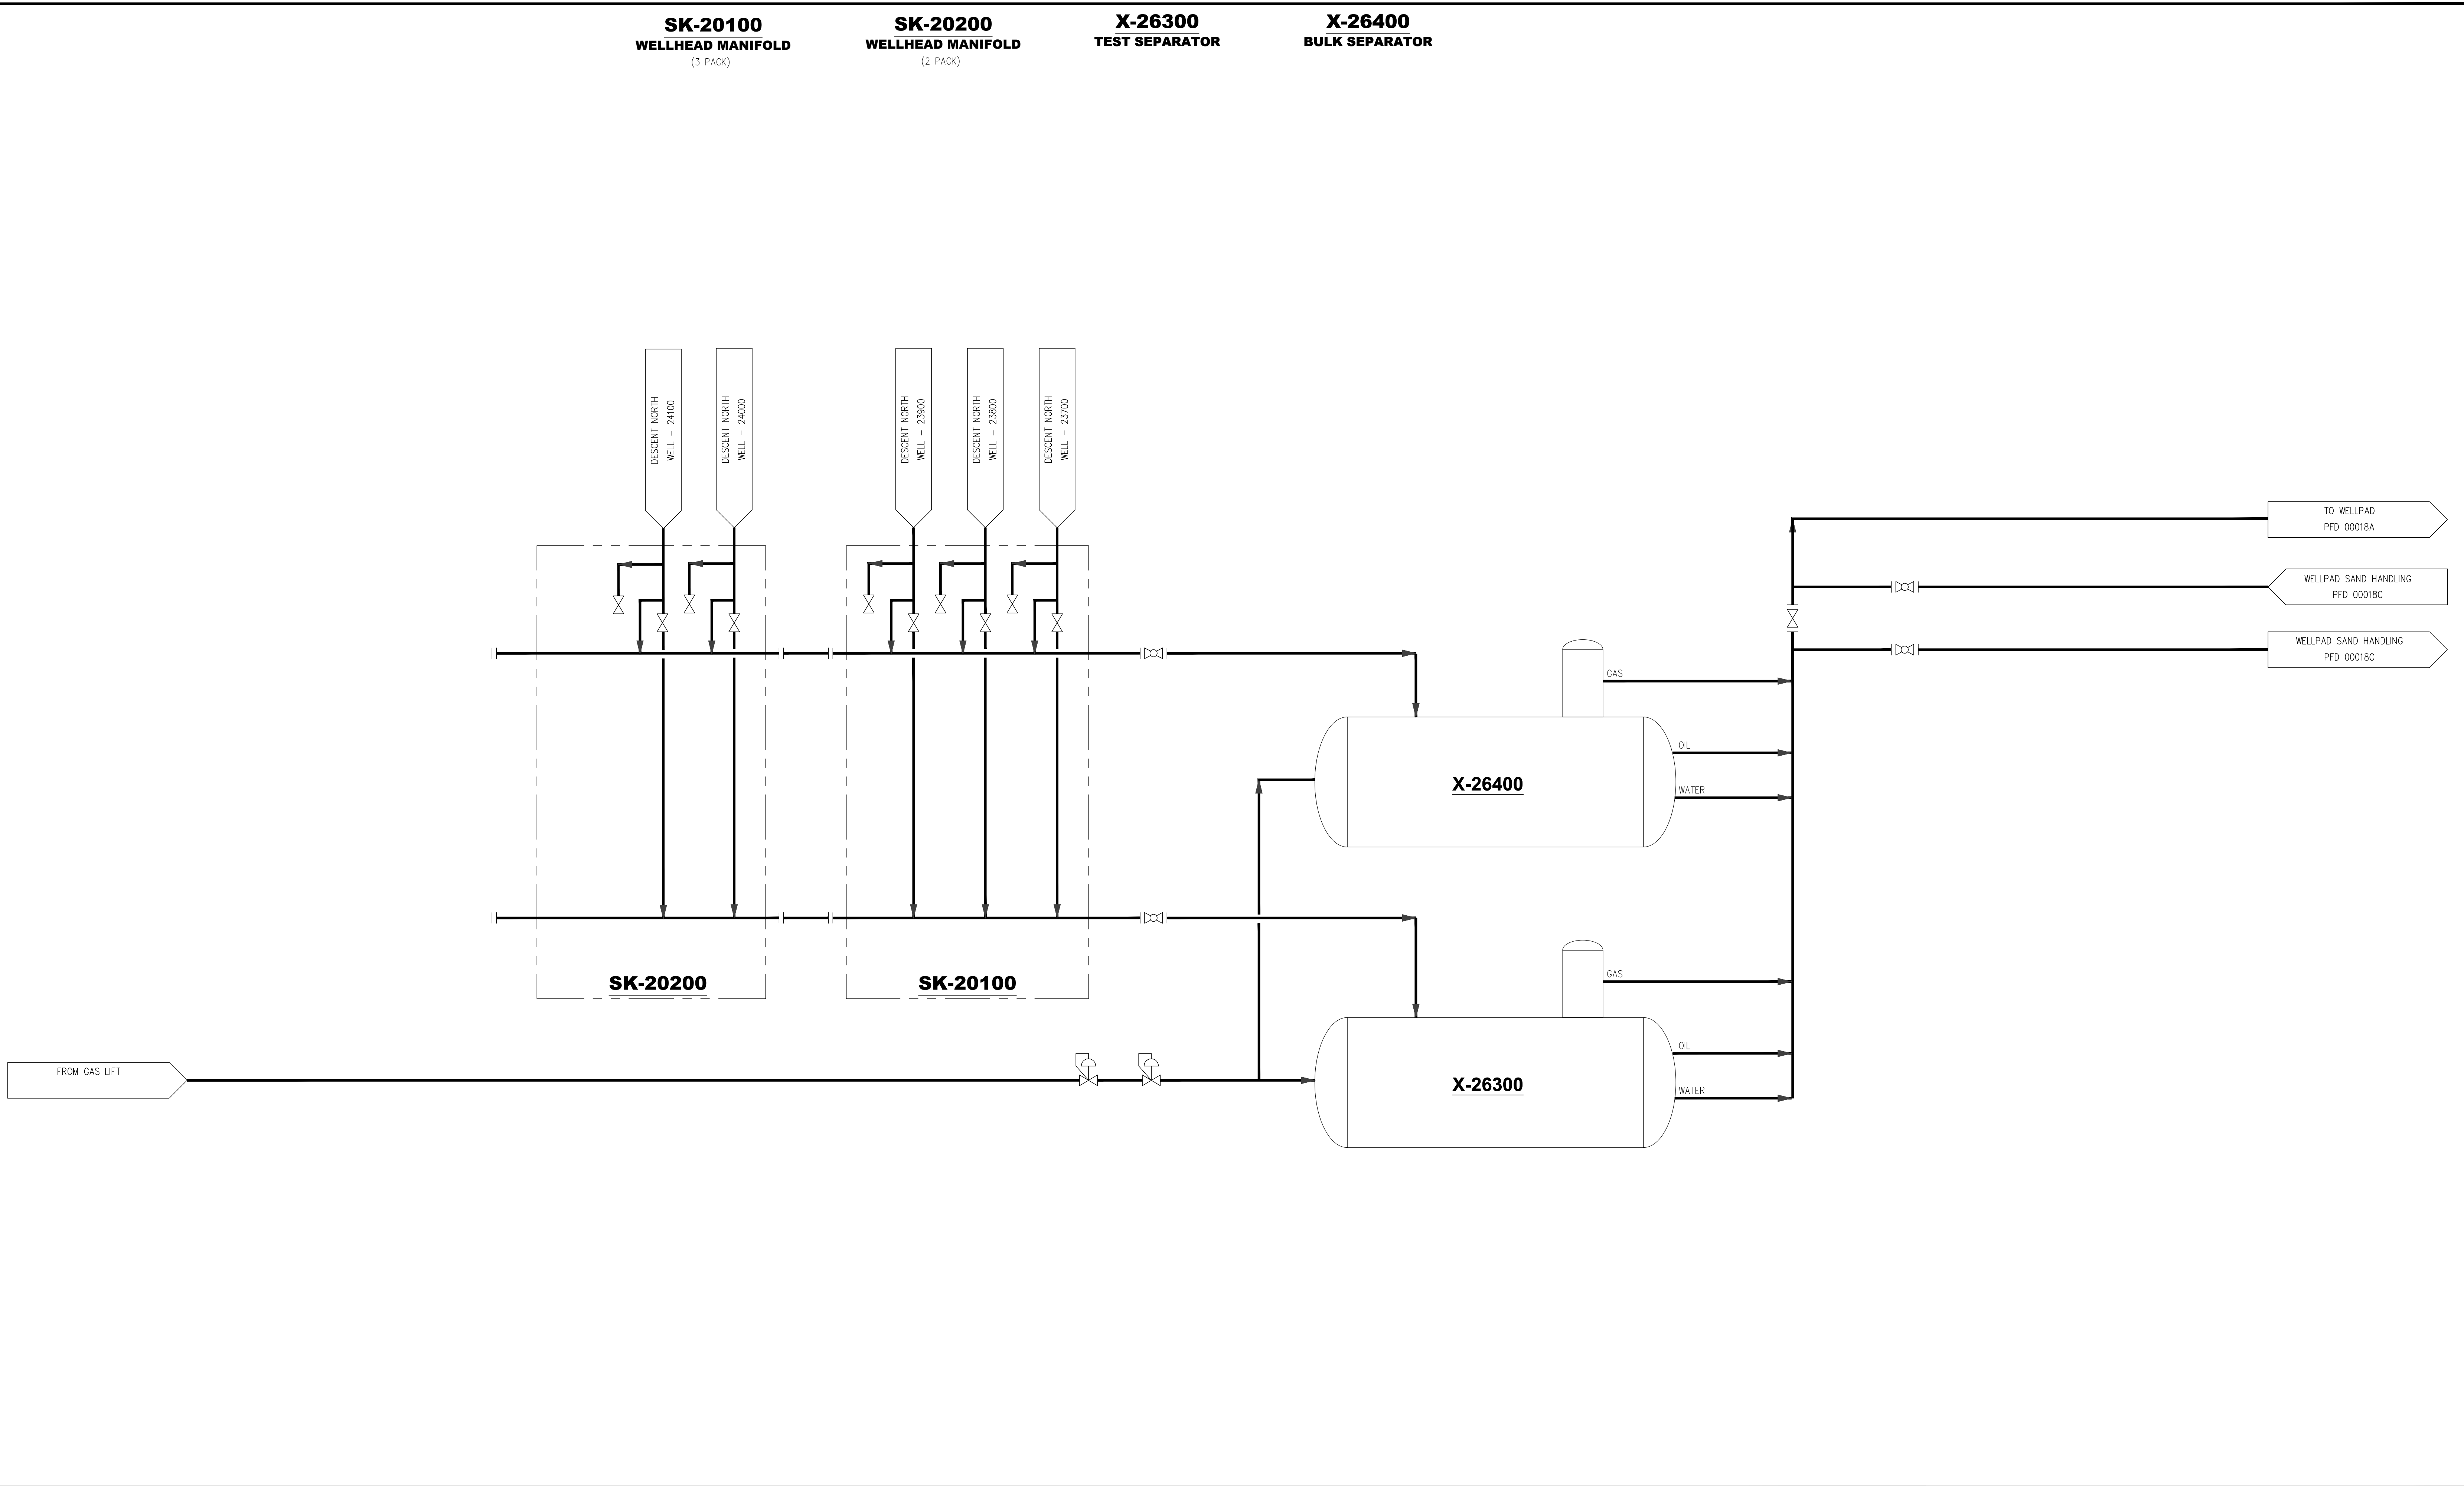 SK-20100
WELLHEAD MANIFOLD
(3 PACK)
SK-20200
WELLHEAD MANIFOLD
(2 PACK)
X-26300
TEST SEPARATOR
X-26400
BULK SEPARATOR
DESCENT NORTH
WELL - 24100
DESCENT NORTH
WELL - 24000
DESCENT NORTH
WELL - 23900
DESCENT NORTH
WELL - 23800
DESCENT NORTH
WELL - 23700
TO WELLPAD
PFD 00018A
WELLPAD SAND HANDLING
PFD 00018C
WELLPAD SAND HANDLING
PFD 00018C
GAS
OIL
X-26400
WATER
SK-20200
SK-20100
GAS
OIL
FROM GAS LIFT
X-26300
WATER